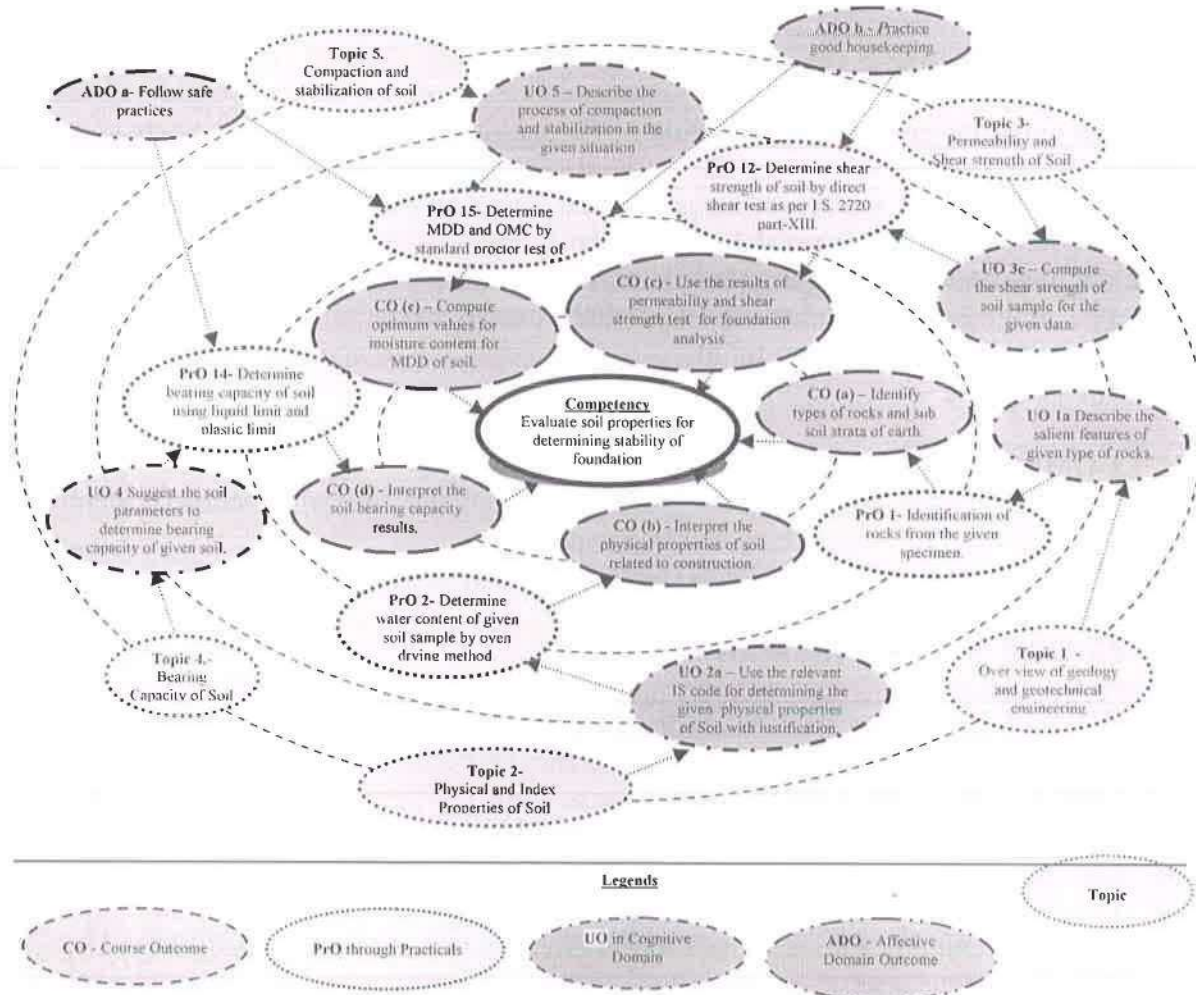 ADO b - Practice
good housekeeping
Topic 5.
Compaction and
stabilization of soil
ADO a- Follow safe
practices
UO 5 – Describe the
process of compaction
and stabilization in the
given situation
Topic 3-
Permeability and
Shear strength of Soil
PrO 12- Determine shear
strength of soil by direct
shear test as per I S. 2720
part-XIII.
PrO 15- Determine
MDD and OMC by
standard proctor test of
UO 3c – Compute
the shear strength of
soil sample for the
given data.
CO (c) - Use the results of
permeability and shear
strength test for foundation
analysis
CO (e) – Compute
optimum values for
moisture content for
MDD of soil.
PrO 14- Determine
bearing capacity of soil
using liquid limit and
plastic limit
Competency
Evaluate soil properties for
determining stability of
foundation
CO (a) – Identify
types of rocks and sub
soil strata of earth.
UO 1a Describe the
salient features of
given type of rocks.
UO 4 Suggest the soil
parameters to
determine bearing
capacity of given soil.
CO (d) - Interpret the
soil bearing capacity
results.
CO (b) - Interpret the
physical properties of soil
related to construction.
PrO 1- Identification of
rocks from the given
specimen.
PrO 2- Determine
water content of given
soil sample by oven
drving method
Topic 4.-
Bearing
Capacity of Soil
UO 2a – Use the relevant
IS code for determining the
given physical properties
of Soil with justification.
Topic 1 -
Over view of geology
and geotechnical
engineering
Topic 2-
Physical and Index
Properties of Soil
Legends
Topic
CO - Course Outcome
PrO through Practicals
UO in Cognitive
Domain
ADO - Affective
Domain Outcome